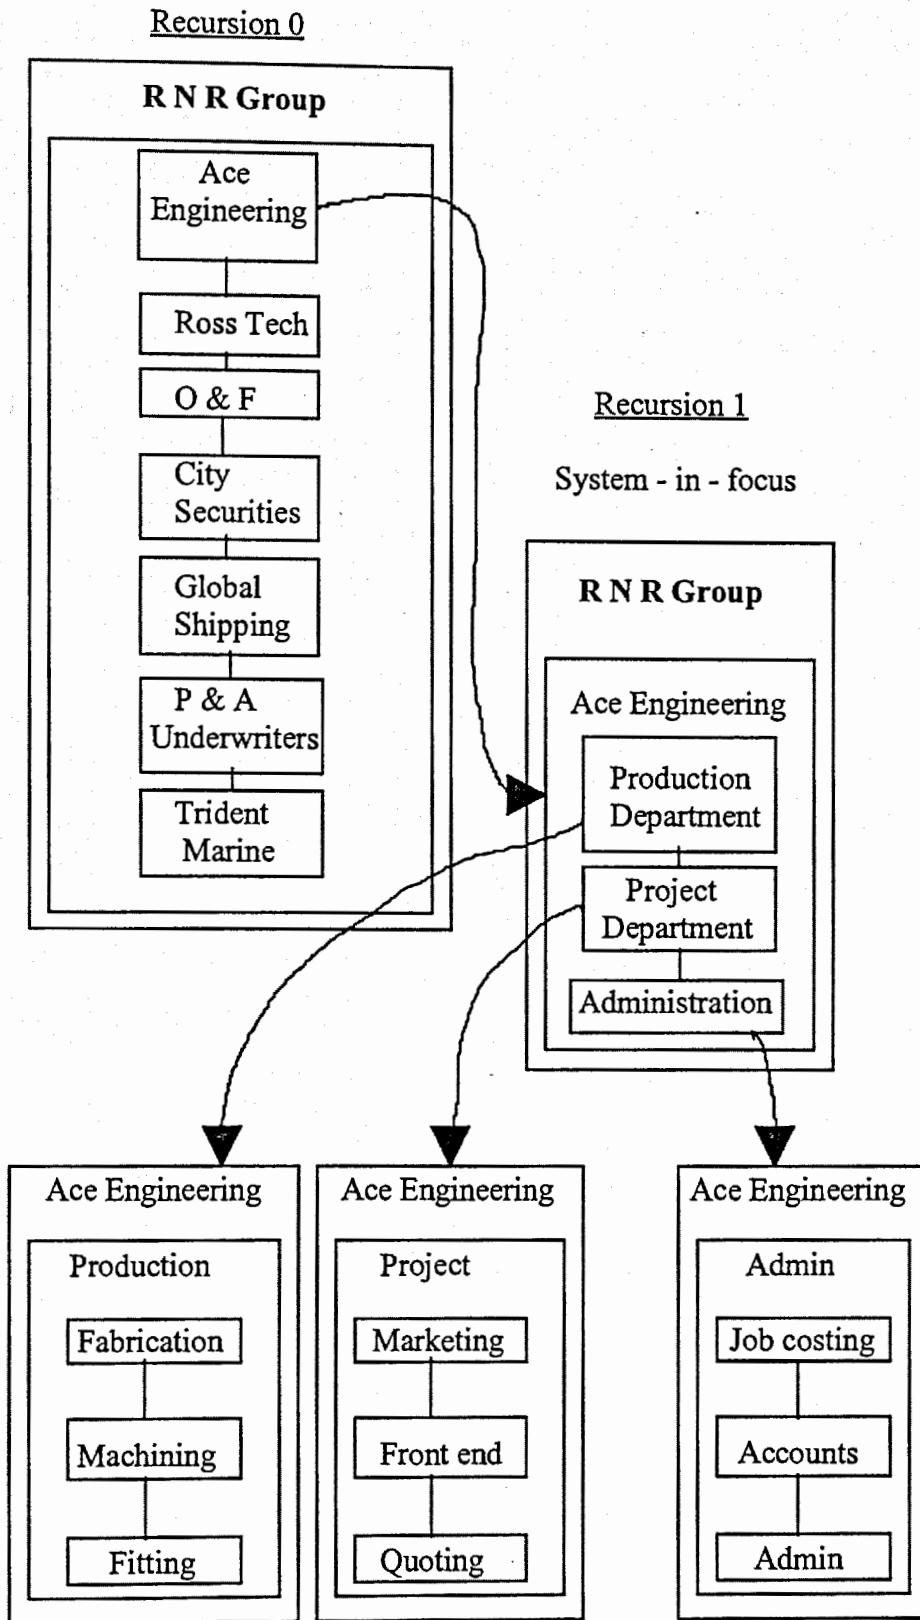 Recursion 0
R N R Group
Ace
Engineering
Ross Tech
O & F
City
Securities
Global
Shipping
P & A
Underwriters
Trident
Marine
Recursion 1
System - in - focus
R N R Group
Ace Engineering
Production
Department
Project
Department
Administration
Ace Engineering
Production
Fabrication
Machining
Fitting
Ace Engineering
Project
Marketing
Front end
Quoting
Ace Engineering
Admin
Job costing
Accounts
Admin